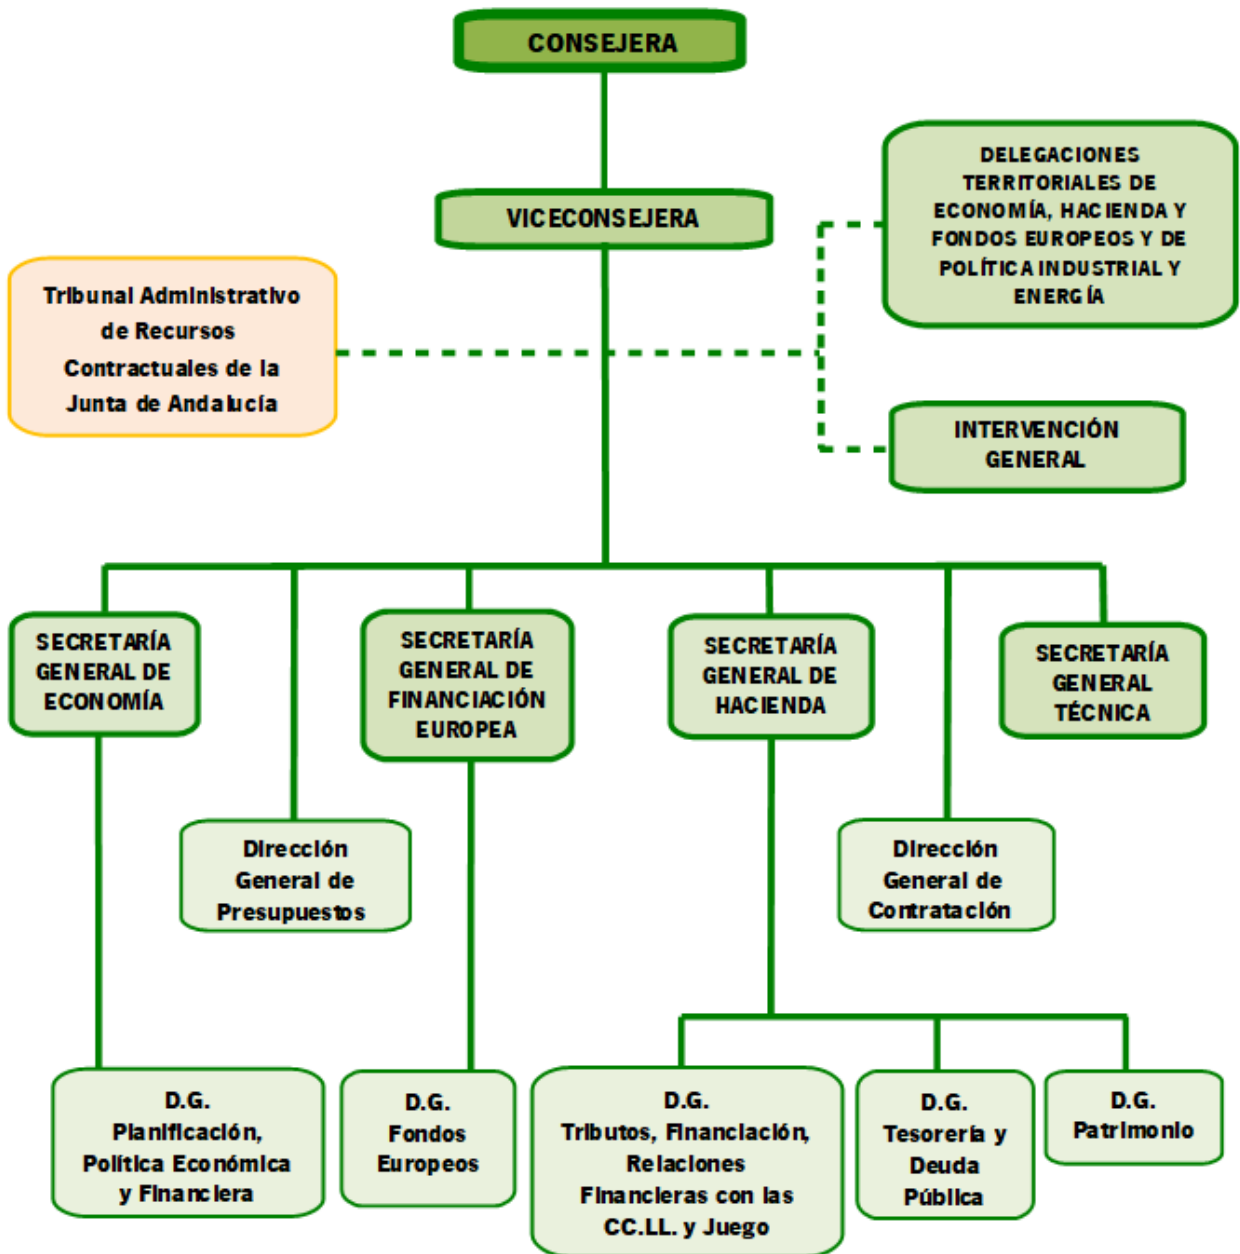 CONSEJERA
VICECONSEJERA
DELEGACIONES
TERRITORIALES DE
ECONOMÍA, HACIENDA Y
FONDOS EUROPEOS Y DE
POLÍTICA INDUSTRIAL Y
ENERGÍA
Tribunal Administrativo
de Recursos
Contractuales de la
Junta de Andalucía
INTERVENCIÓN
GENERAL
SECRETARÍA
GENERAL DE
ECONOMÍA
SECRETARÍA
GENERAL DE
FINANCIACIÓN
EUROPEA
SECRETARÍA
GENERAL DE
HACIENDA
SECRETARÍA
GENERAL
TÉCNICA
Dirección
General de
Presupuestos
Dirección
General de
Contratación
D.G.
Planificación,
Política Económica
y Financiera
D.G.
Fondos
Europeos
D.G.
Tributos, Financiación,
Relaciones
Financieras con las
CC.LL. y Juego
D.G.
Tesorería y
Deuda
Pública
D.G.
Patrimonio